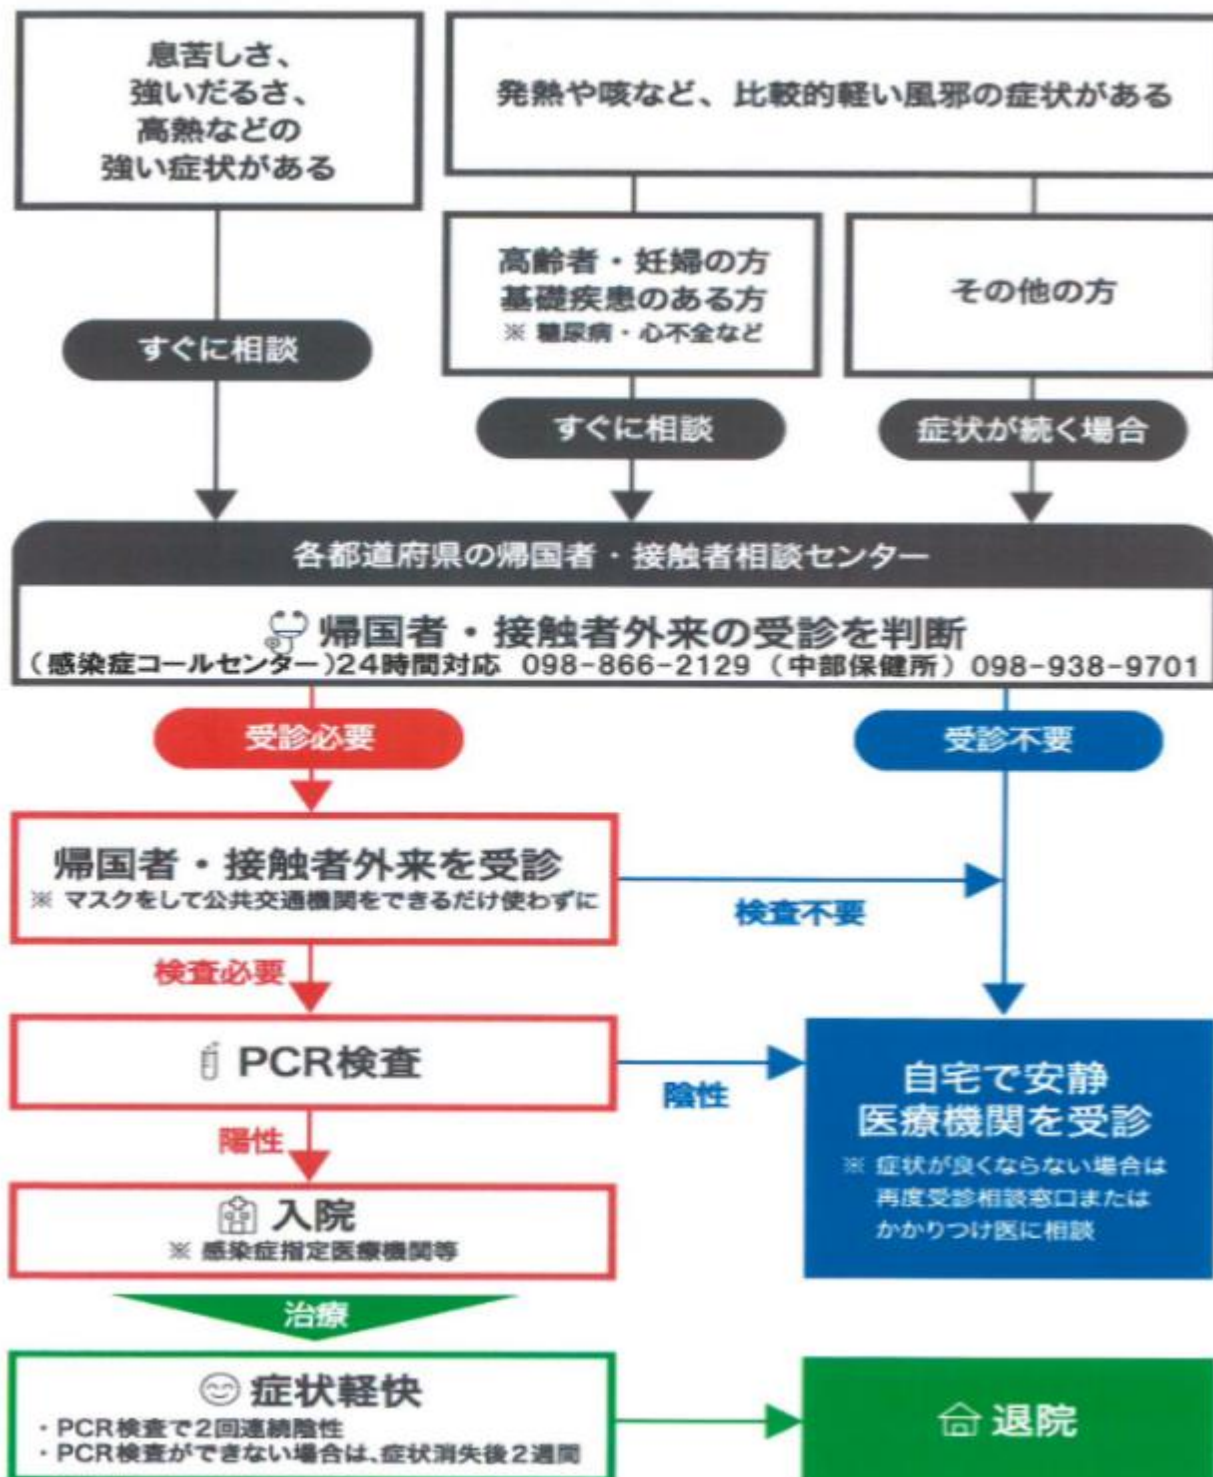 息苦しさ、
強いだるさ、
高熱などの
強い症状がある
発熱や咳など、比較的軽い風邪の症状がある
高齢者・妊婦の方
基礎疾患のある方
※ 糖尿病・心不全など
その他の方
すぐに相談
すぐに相談
症状が続く場合
各都道府県の帰国者・接触者相談センター
帰国者・接触者外来の受診を判断
(感染症コールセンター)24時間対応 098-866-2129 (中部保健所) 098-938-9701
受診必要
受診不要
帰国者・接触者外来を受診
※ マスクをして公共交通機関をできるだけ使わずに
検査不要
検査必要
PCR検査
陰性
陽性
自宅で安静
医療機関を受診
※ 症状が良くならない場合は
再度受診相談窓口または
かかりつけ医に相談
入院
※ 感染症指定医療機関等
治療
症状軽快
・PCR検査で2回連続陰性
・PCR検査ができない場合は、症状消失後2週間
退院